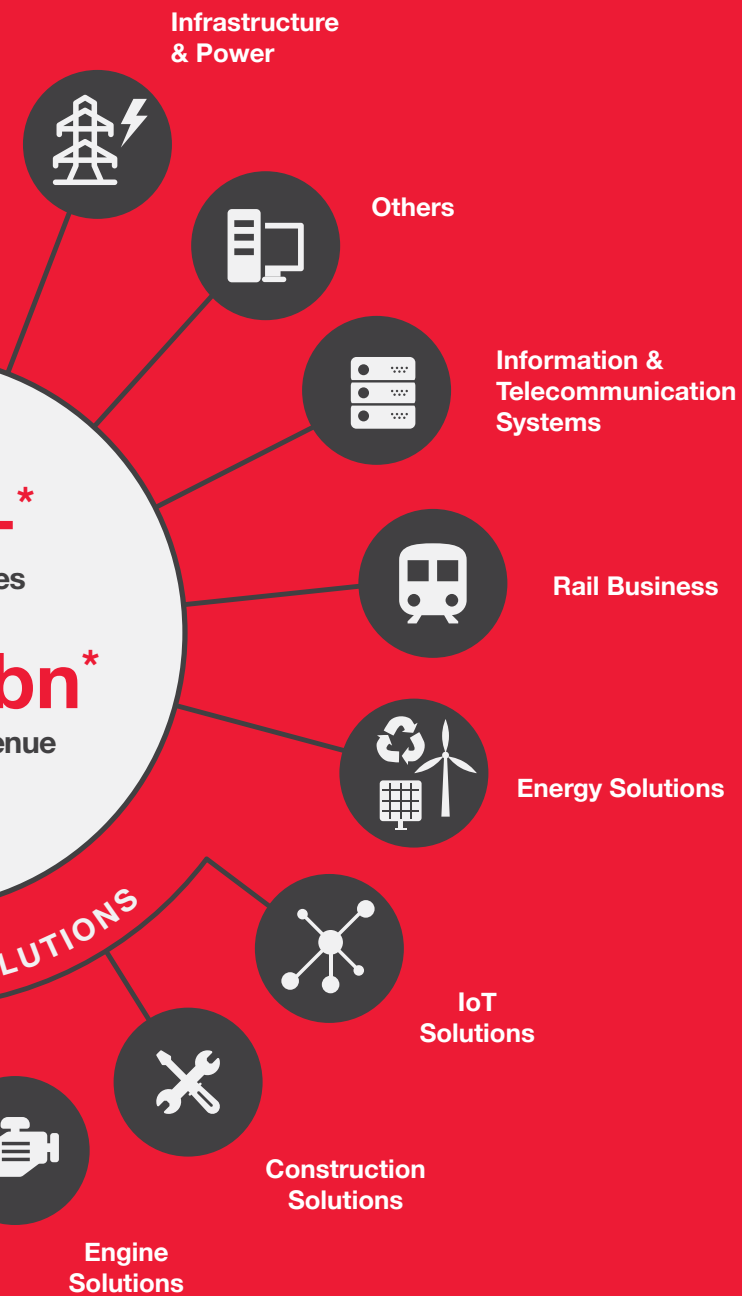 Infrastructure
& Power
Others
Information &
Telecommunication
Systems
*
es
Rail Business
bn*
enue
Energy Solutions
LUTIONS
IoT
Solutions
Construction
Solutions
Engine
Solutions